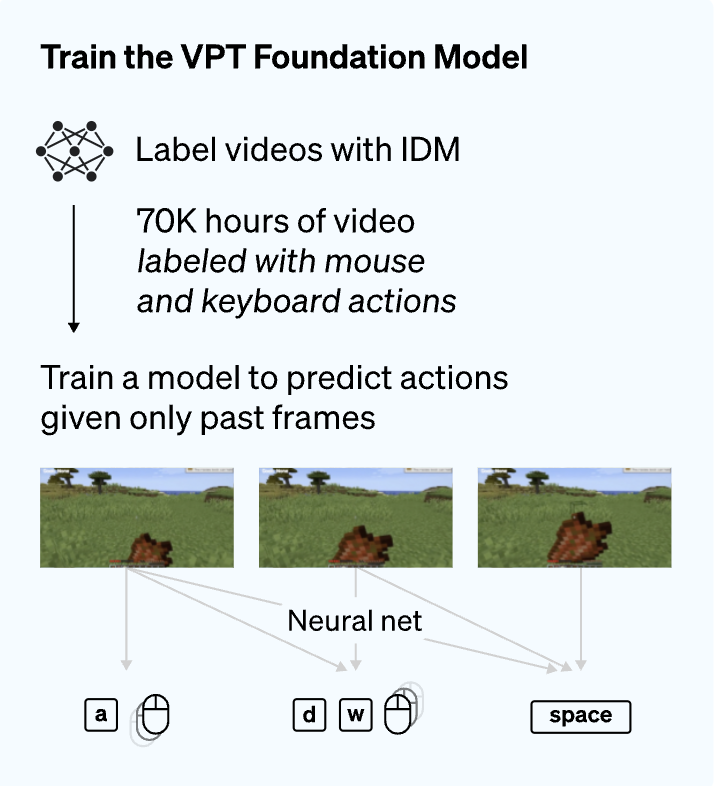 Train the VPT Foundation Model
Label videos with IDM
70K hours of video
labeled with mouse
and keyboard actions
Train a model to predict actions
given only past frames
Neural net
a
d w
space